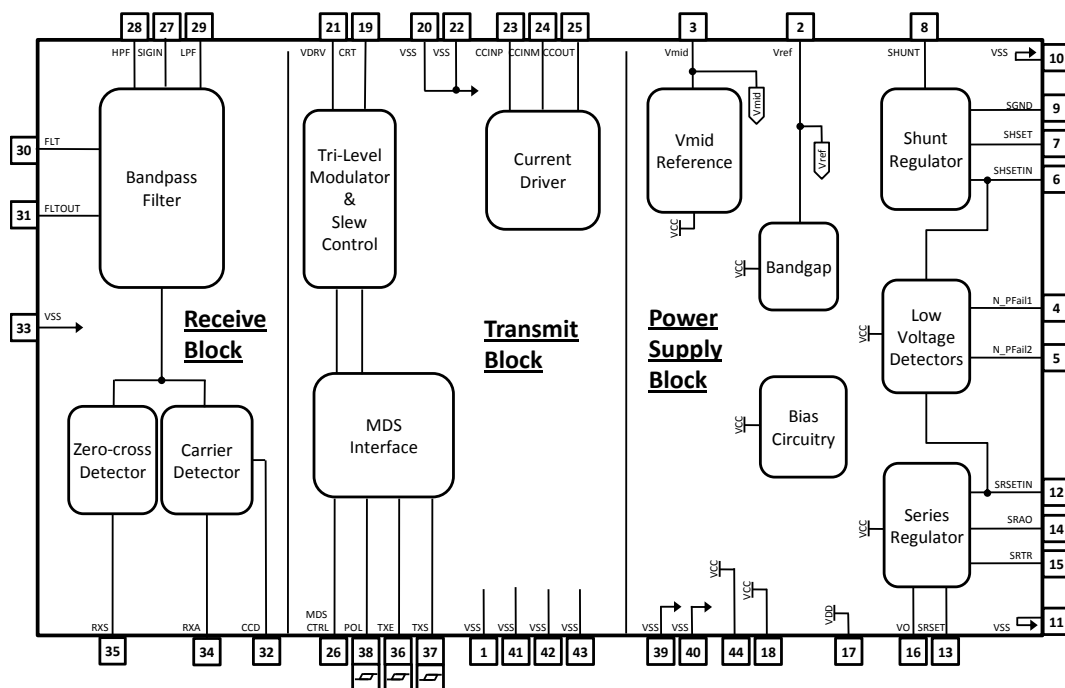 28 27 29 21 19 20 22 23 24 25 3 2 8
HPF SIGIN LPF VDRV CRT VSS VSS CCINP CCINM CCOUT Vmid Vref SHUNT VSS 10
Vmid
SGND 9
SHSET 7
SHSETIN 6
30 FLT
31 FLTOUT
Bandpass
Filter
Tri-Level
Modulator
&
Slew
Control
Current
Driver
Vmid
Reference
VCC
Vref
Shunt
Regulator
VCC
Bandgap
33 VSS
Receive
Block
Transmit
Block
Power
Supply
Block
VCC
Low
Voltage
Detectors
N_PFail1 4
N_PFail2 5
Zero-cross
Detector
Carrier
Detector
MDS
Interface
VCC
Bias
Circuitry
VCC
Series
Regulator
SRSETIN 12
SRAO 14
SRTR 15
VCC
VCC
VDD
RXS RXA CCD
MDS
CTRL POL TXE TXS VSS VSS VSS VSS VSS VSS VO SRSET VSS 11
35 34 32 26 38 36 37 1 41 42 43 39 40 44 18 17 16 13